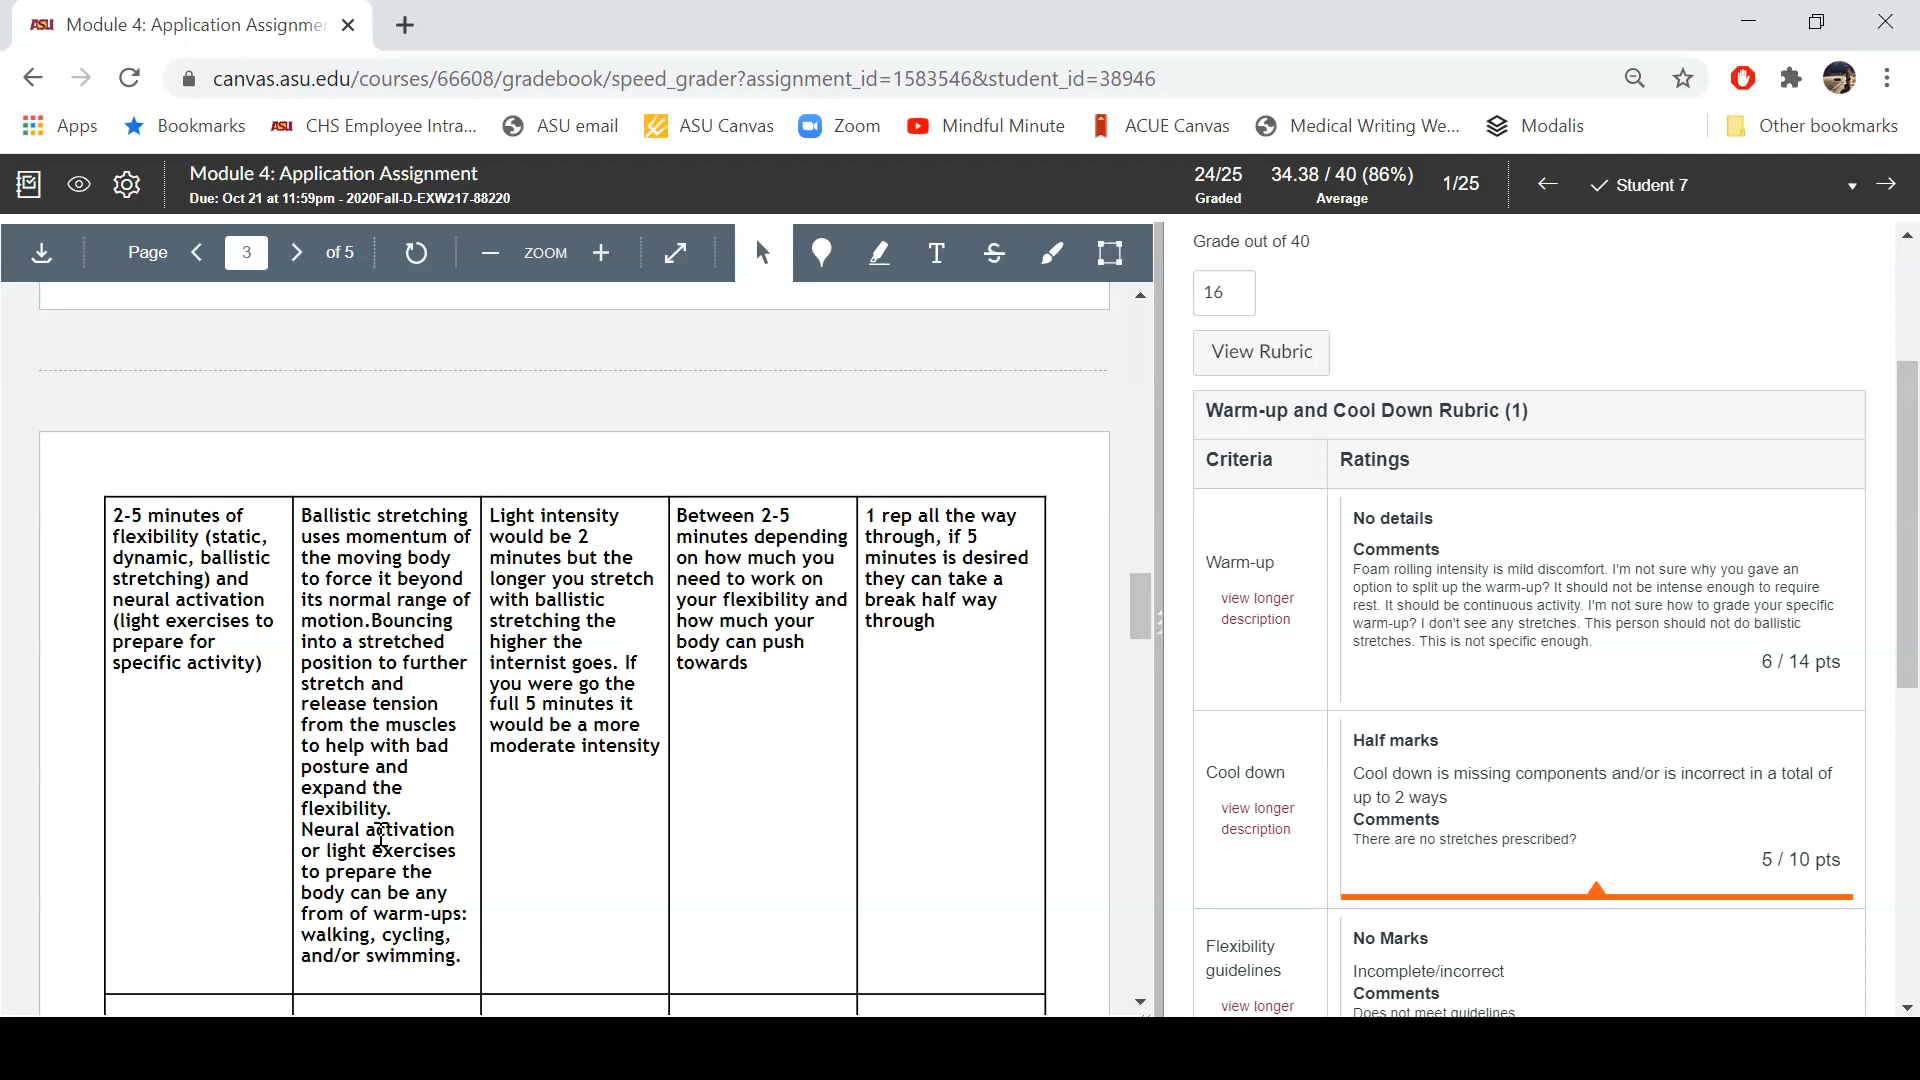 ASU Module 4: Application Assignme
canvas.asu.edu/courses/66608/gradebook/speed_grader?assignment_id=1583546&student_id=38946
Apps Bookmarks ASU CHS Employee Intra... ASU email ASU Canvas Zoom Mindful Minute ACUE Canvas Medical Writing We... Modalis Other bookmarks
Module 4: Application Assignment
Due: Oct 21 at 11:59pm - 2020Fall-D-EXW217-88220
24/25
Graded
34.38 / 40 (86%)
Average
1/25
Student 7
Page 3 of 5 ZOOM T S
2-5 minutes of
flexibility (static,
dynamic, ballistic
stretching) and
neural activation
(light exercises to
prepare for
specific activity)
Ballistic stretching
uses momentum of
the moving body
to force it beyond
its normal range of
motion.Bouncing
into a stretched
position to further
stretch and
release tension
from the muscles
to help with bad
posture and
expand the
flexibility.
Neural activation
or light exercises
to prepare the
body can be any
from of warm-ups:
walking, cycling,
and/or swimming.
Light intensity
would be 2
minutes but the
longer you stretch
with ballistic
stretching the
higher the
internist goes. If
you were go the
full 5 minutes it
would be a more
moderate intensity
Between 2-5
minutes depending
on how much you
need to work on
your flexibility and
how much your
body can push
towards
1 rep all the way
through, if 5
minutes is desired
they can take a
break half way
through
Grade out of 40
16
View Rubric
Warm-up and Cool Down Rubric (1)
Criteria Ratings
Warm-up
view longer
description
No details
Comments
Foam rolling intensity is mild discomfort. I'm not sure why you gave an
option to split up the warm-up? It should not be intense enough to require
rest. It should be continuous activity. I'm not sure how to grade your specific
warm-up? I don't see any stretches. This person should not do ballistic
stretches. This is not specific enough.
6 / 14 pts
Cool down
view longer
description
Half marks
Cool down is missing components and/or is incorrect in a total of
up to 2 ways
Comments
There are no stretches prescribed?
5 / 10 pts
Flexibility
guidelines
view longer
No Marks
Incomplete/incorrect
Comments
Does not meet guidelines